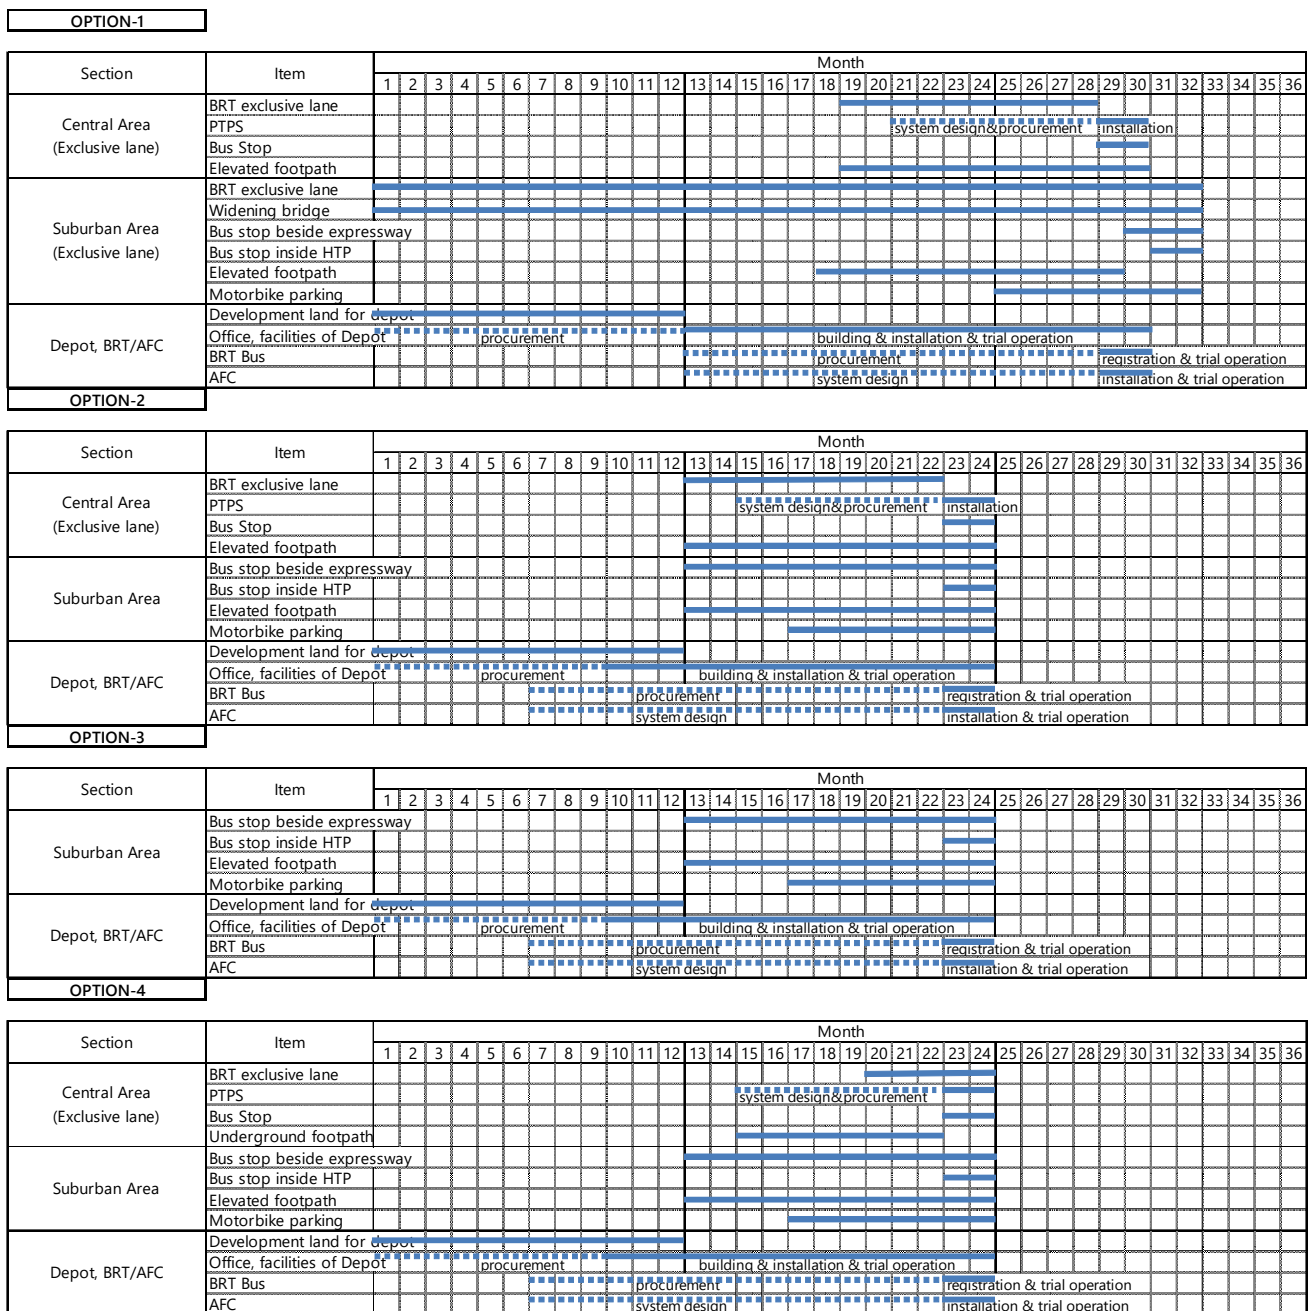 OPTION-1
Section Item Month
1 2 3 4 5 6 7 8 9 10 11 12 13 14 15 16 17 18 19 20 21 22 23 24 25 26 27 28 29 30 31 32 33 34 35 36
Central Area
(Exclusive lane)
BRT exclusive lane
PTPS system design&procurement installation
Bus Stop
Elevated footpath
Suburban Area
(Exclusive lane)
BRT exclusive lane
Widening bridge
Bus stop beside expressway
Bus stop inside HTP
Elevated footpath
Motorbike parking
Depot, BRT/AFC
Development land for depot
Office, facilities of Depot procurement building & installation & trial operation
BRT Bus procurement registration & trial operation
AFC system design installation & trial operation
OPTION-2
Section Item Month
1 2 3 4 5 6 7 8 9 10 11 12 13 14 15 16 17 18 19 20 21 22 23 24 25 26 27 28 29 30 31 32 33 34 35 36
Central Area
(Exclusive lane)
BRT exclusive lane
PTPS system design&procurement installation
Bus Stop
Elevated footpath
Suburban Area
Bus stop beside expressway
Bus stop inside HTP
Elevated footpath
Motorbike parking
Depot, BRT/AFC
Development land for depot
Office, facilities of Depot procurement building & installation & trial operation
BRT Bus procurement registration & trial operation
AFC system design installation & trial operation
OPTION-3
Section Item Month
1 2 3 4 5 6 7 8 9 10 11 12 13 14 15 16 17 18 19 20 21 22 23 24 25 26 27 28 29 30 31 32 33 34 35 36
Suburban Area
Bus stop beside expressway
Bus stop inside HTP
Elevated footpath
Motorbike parking
Depot, BRT/AFC
Development land for depot
Office, facilities of Depot procurement building & installation & trial operation
BRT Bus procurement registration & trial operation
AFC system design installation & trial operation
OPTION-4
Section Item Month
1 2 3 4 5 6 7 8 9 10 11 12 13 14 15 16 17 18 19 20 21 22 23 24 25 26 27 28 29 30 31 32 33 34 35 36
Central Area
(Exclusive lane)
BRT exclusive lane
PTPS system design&procurement
Bus Stop
Underground footpath
Suburban Area
Bus stop beside expressway
Bus stop inside HTP
Elevated footpath
Motorbike parking
Depot, BRT/AFC
Development land for depot
Office, facilities of Depot procurement building & installation & trial operation
BRT Bus procurement registration & trial operation
AFC system design installation & trial operation